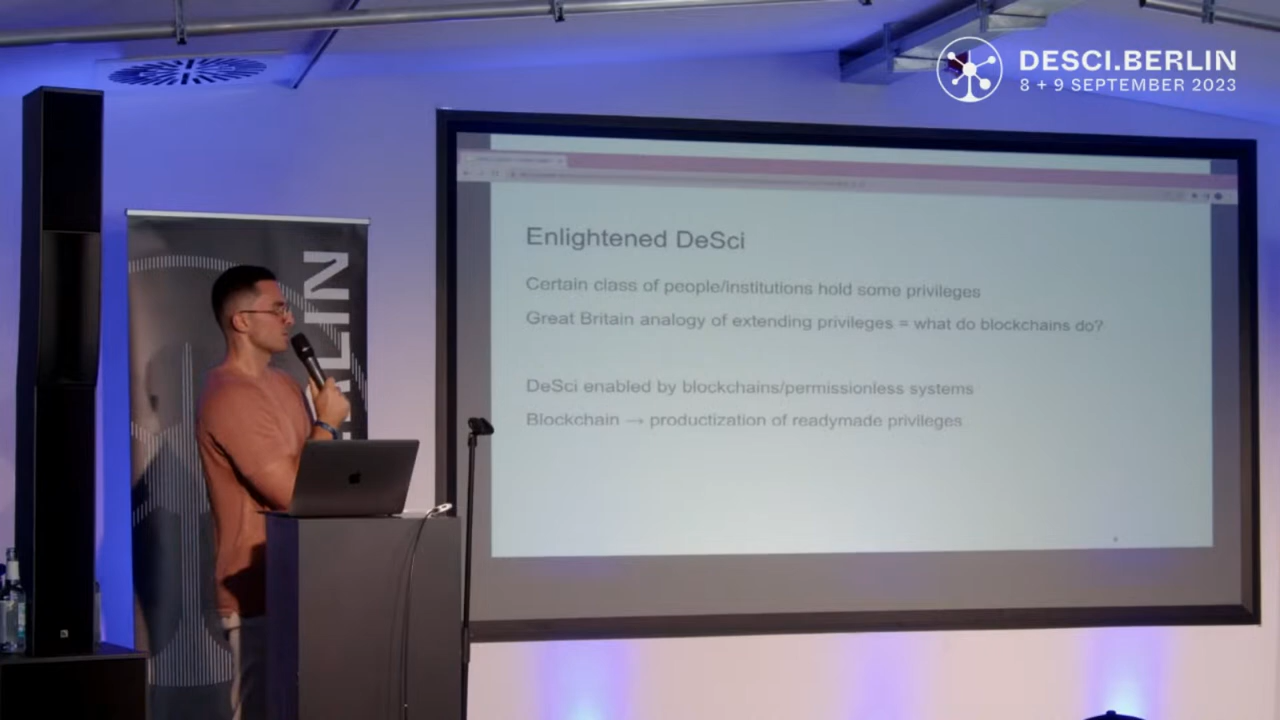 DESCI.BERLIN
8 + 9 SEPTEMBER 2023
Enlightened DeSci
Certain class of people/institutions hold some privileges
Great Britain analogy of extending privileges = what do blockchains do?
DeSci enabled by blockchains/permissionless systems
Blockchain → productization of readymade privileges